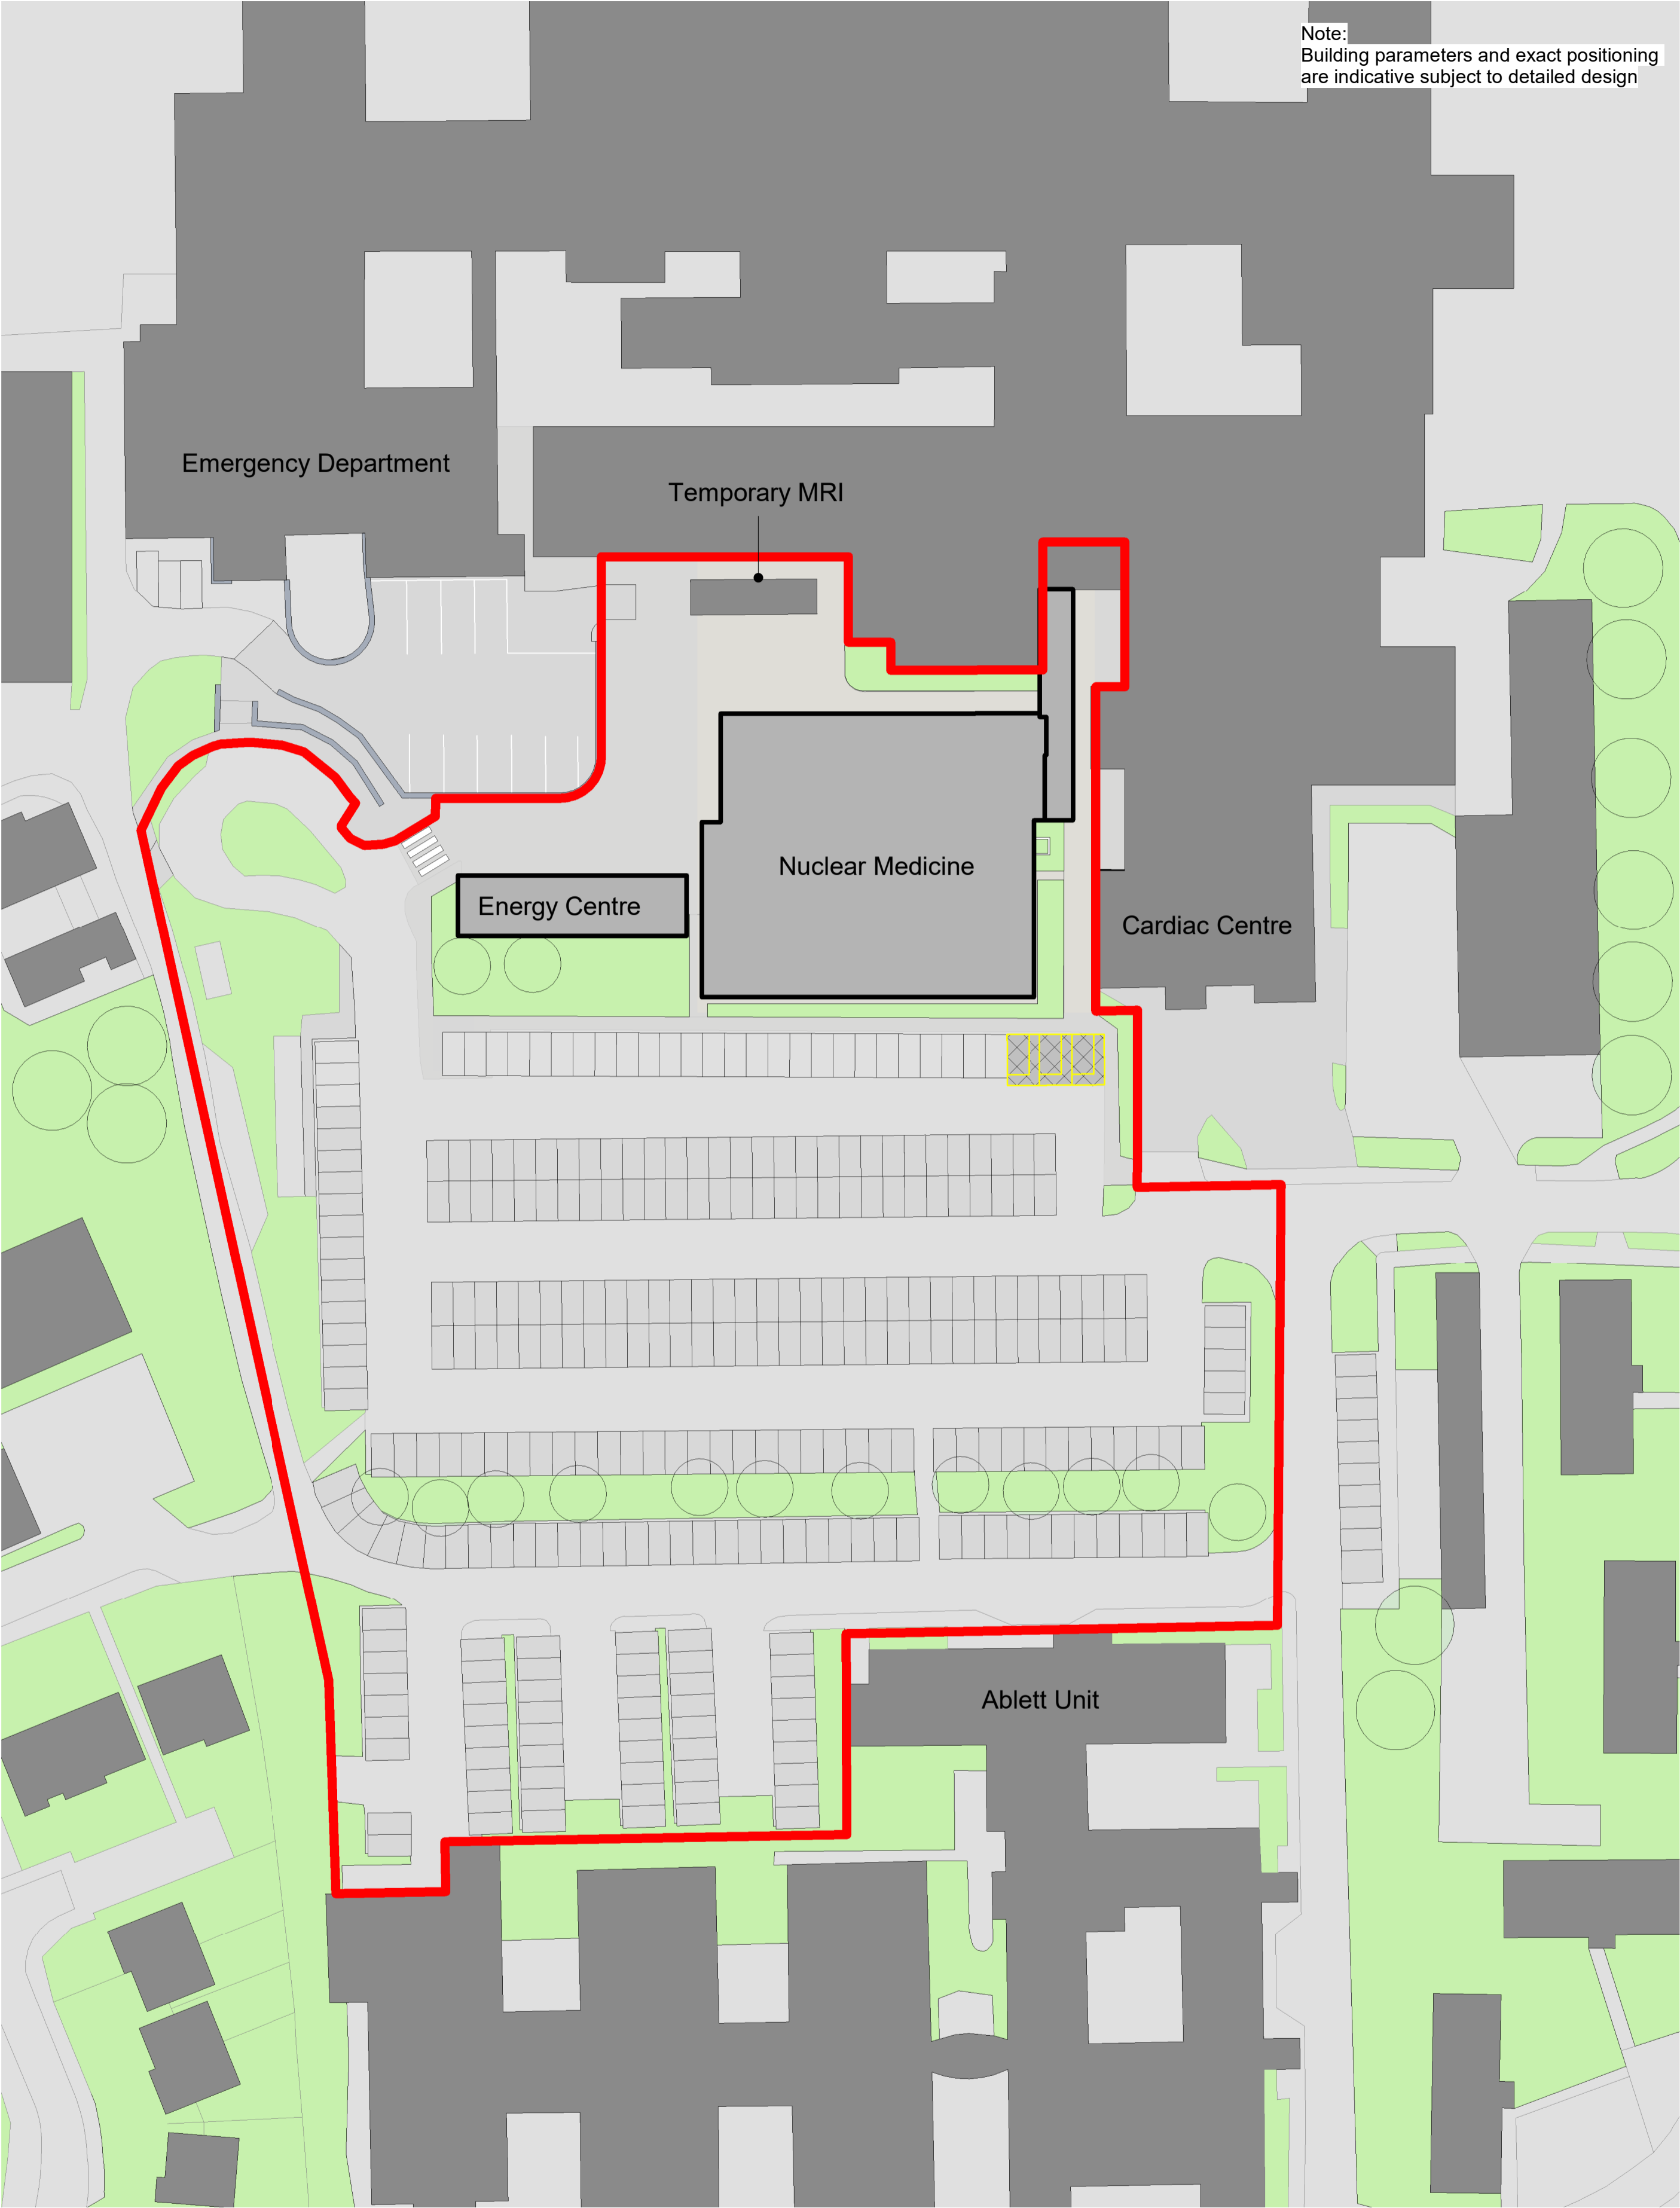 Note:
Building parameters and exact positioning
are indicative subject to detailed design
Emergency Department
Temporary MRI
Nuclear Medicine
Energy Centre
Cardiac Centre
Ablett Unit